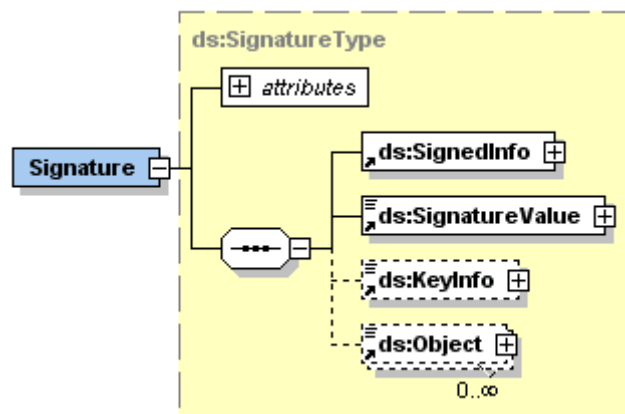 ds:SignatureType
attributes
Signature
ds:SignedInfo
ds:SignatureValue
ds:KeyInfo
ds:Object
0..∞